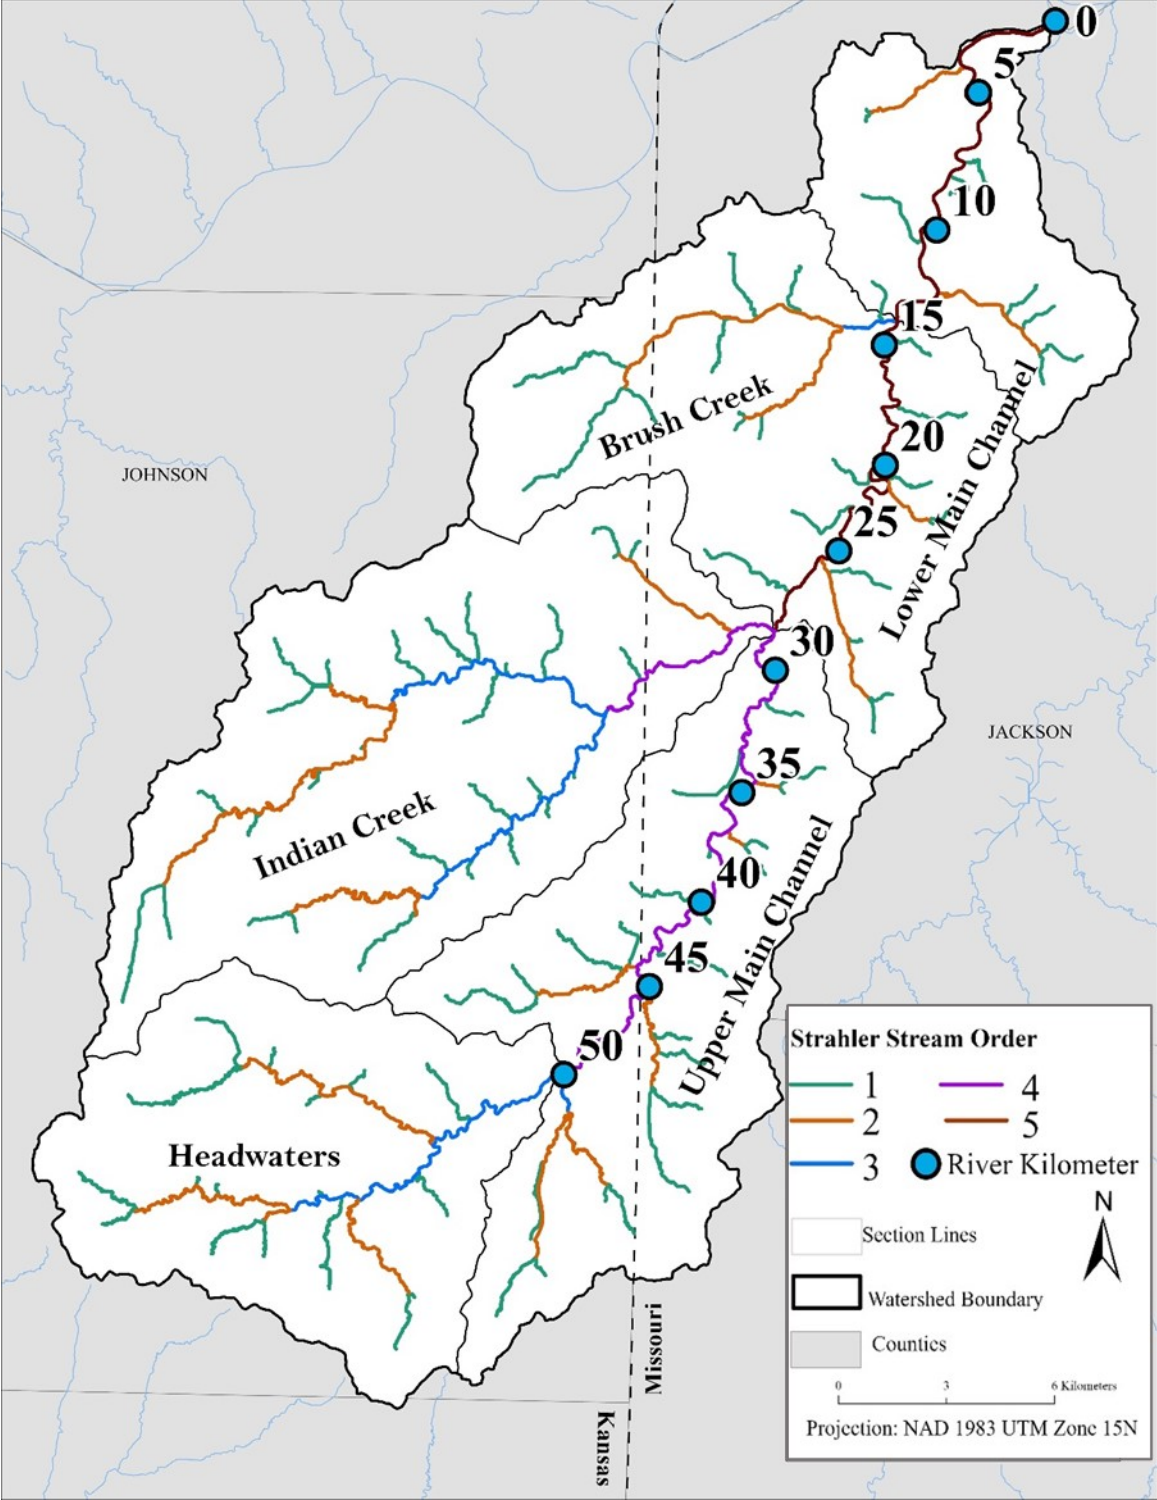 0
5
10
15
20
25
30
35
40
45
50
Brush Creek
JOHNSON
Lower Main Channel
Indian Creek
JACKSON
Upper Main Channel
Headwaters
Missouri
Kansas
Strahler Stream Order
1 4
2 5
3 River Kilometer
N
Section Lines
Watershed Boundary
Counties
0 3 6 Kilometers
Projection: NAD 1983 UTM Zone 15N